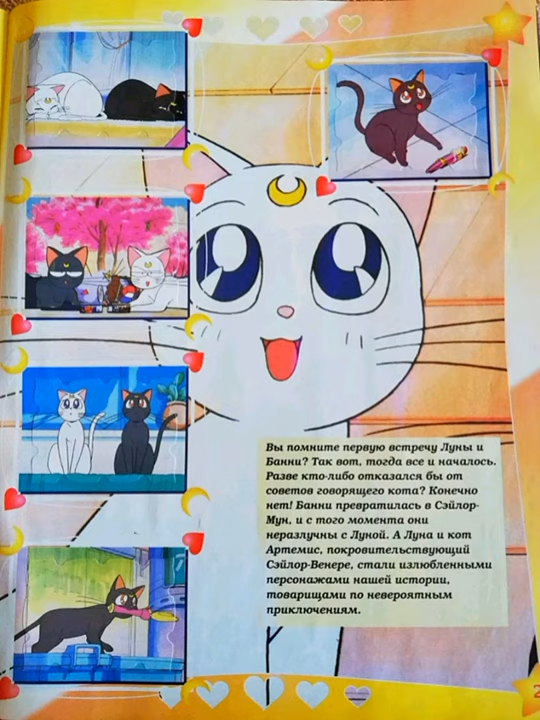 Вы помните первую встречу Луны и
Банни? Так вот, тогда все и началось.
Разве кто-либо отказался бы от
советов говорящего кота? Конечно
нет! Банни превратилась в Сэйлор-
Мун, и с того момента они
неразлучны с Луной. А Луна и кот
Артемис, покровительствующий
Сэйлор-Венере, стали излюбленными
персонажами нашей истории,
товарищами по невероятным
приключениям.
2